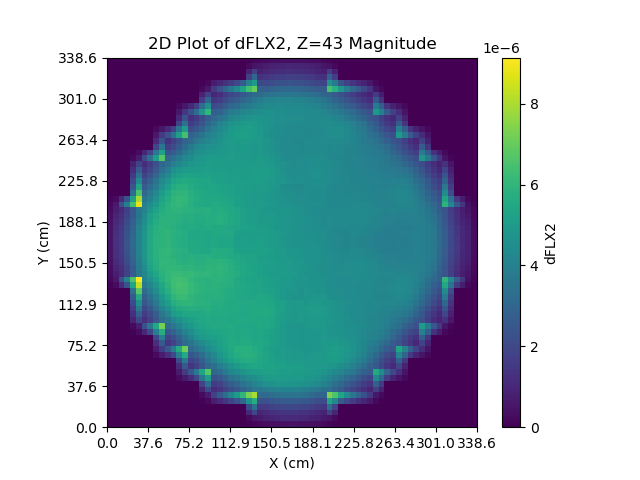 2D Plot of dFLX2, Z=43 Magnitude
1e−6
338.6
301.0
263.4
225.8
188.1
150.5
112.9
75.2
37.6
0.0
Y (cm)
0.0 37.6 75.2 112.9 150.5 188.1 225.8 263.4 301.0 338.6
X (cm)
8
6
4
2
0
dFLX2